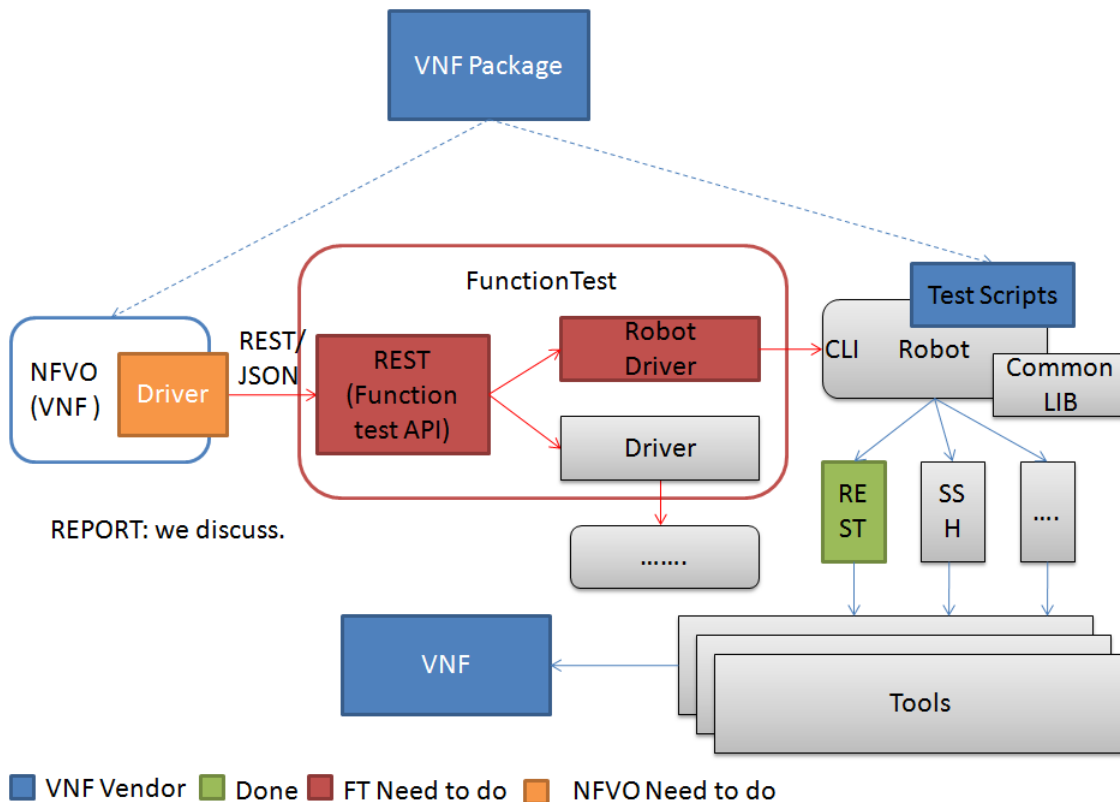 VNF Package
FunctionTest
Test Scripts
NFVO
(VNF )
Driver
REST/
JSON
REST
(Function
test API)
Robot
Driver
CLI
Robot
Common
LIB
Driver
RE
ST
SS
H
....
REPORT: we discuss.
.......
VNF
Tools
VNF Vendor
Done
FT Need to do
NFVO Need to do